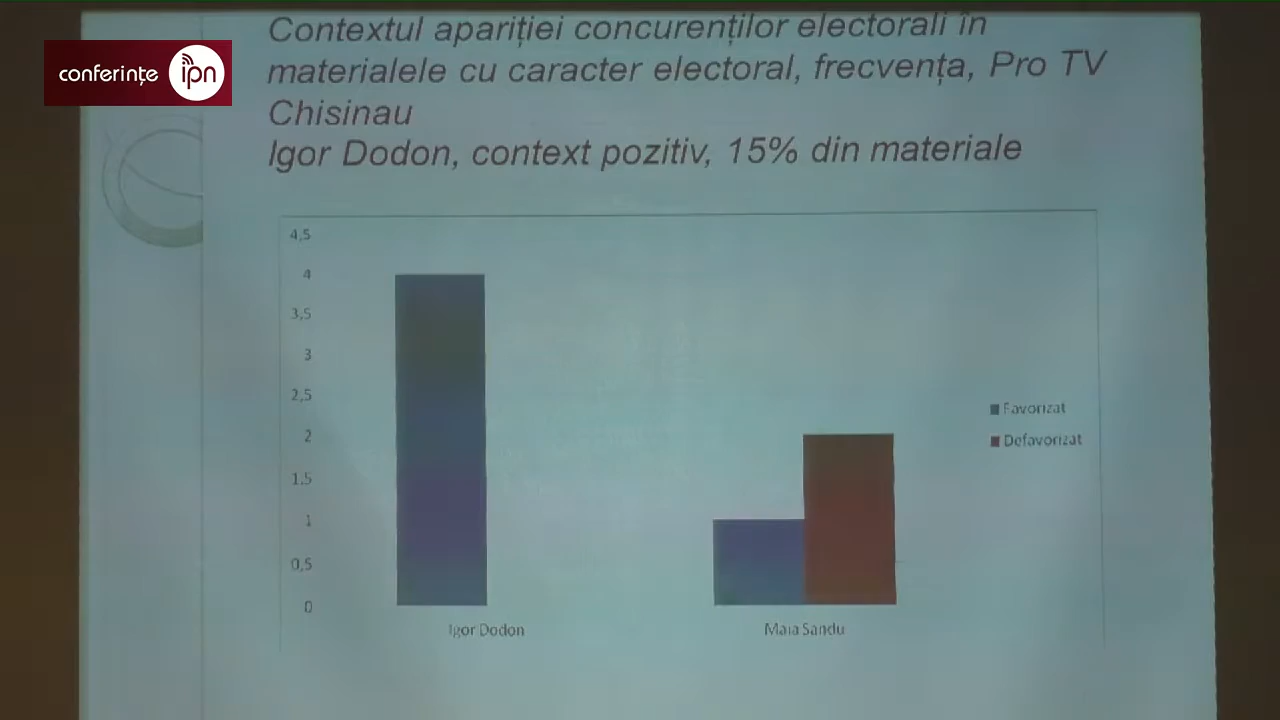 Contextul apariției concurenților electorali în
materialele cu caracter electoral, frecvența, Pro TV
Chisinau
Igor Dodon, context pozitiv, 15% din materiale
conferințe ipn
4,5
4
3,5
3
2,5
2
1,5
1
0,5
0
Igor Dodon
Maia Sandu
Favorizat
Defavorizat